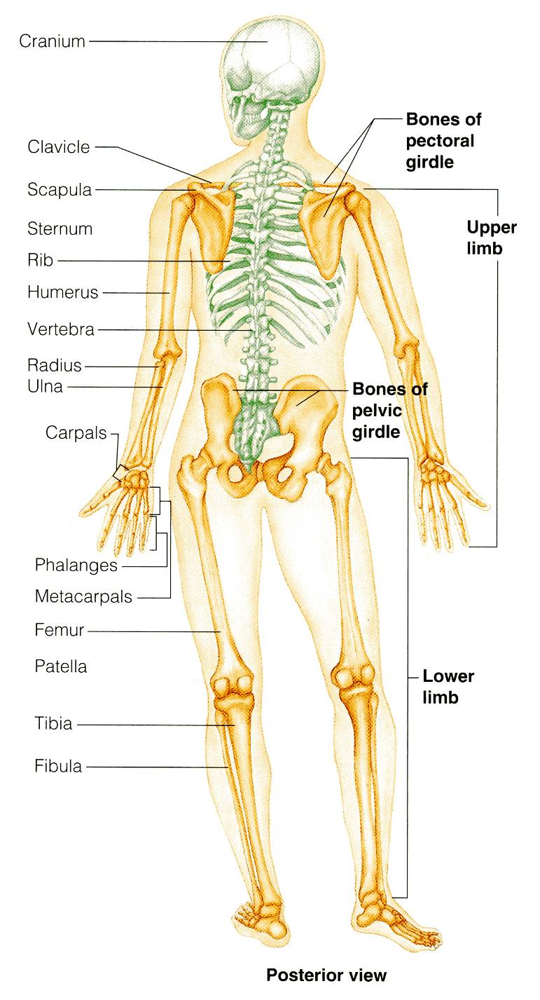 Cranium
Bones of
pectoral
girdle
Clavicle
Scapula
Sternum
Upper
limb
Rib
Humerus
Vertebra
Radius
Ulna
Bones of
pelvic
girdle
Carpals
Phalanges
Metacarpals
Femur
Patella
Lower
limb
Tibia
Fibula
Posterior view